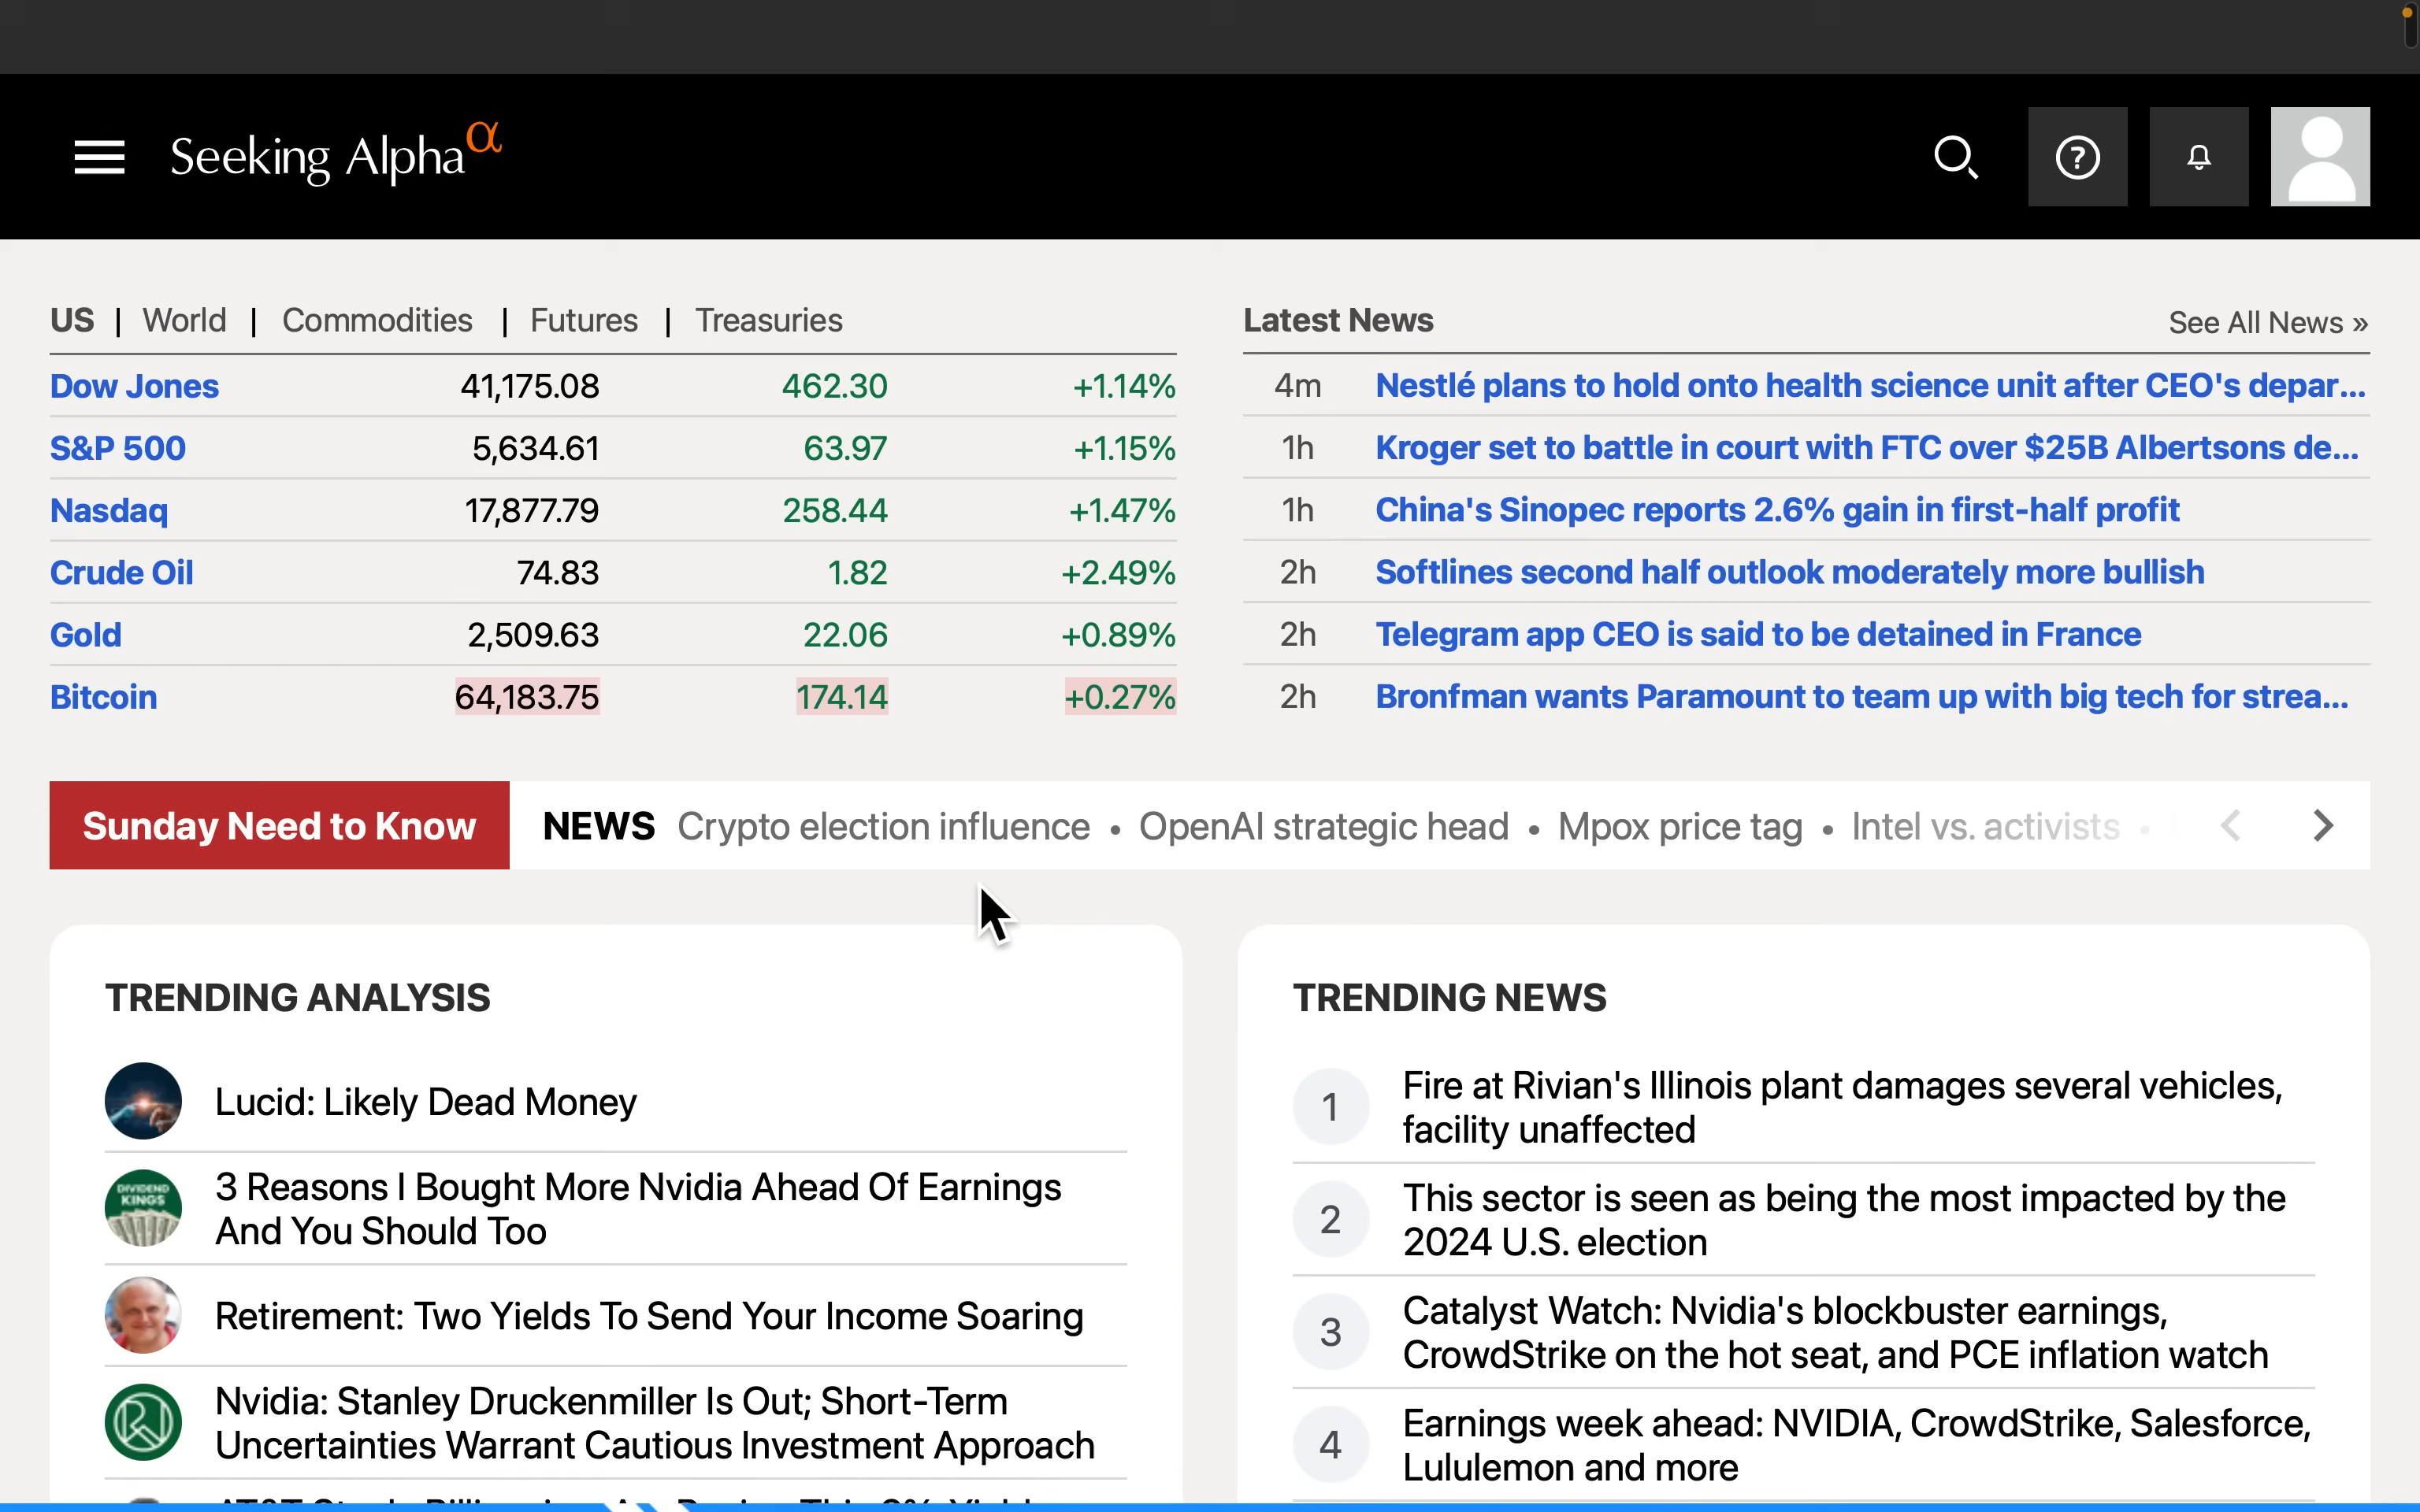 Seeking Alpha α
US | World | Commodities | Futures | Treasuries
Dow Jones 41,175.08 462.30 +1.14%
S&P 500 5,634.61 63.97 +1.15%
Nasdaq 17,877.79 258.44 +1.47%
Crude Oil 74.83 1.82 +2.49%
Gold 2,509.63 22.06 +0.89%
Bitcoin 64,183.75 174.14 +0.27%
Latest News See All News »
4m Nestlé plans to hold onto health science unit after CEO's depar...
1h Kroger set to battle in court with FTC over $25B Albertsons de...
1h China's Sinopec reports 2.6% gain in first-half profit
2h Softlines second half outlook moderately more bullish
2h Telegram app CEO is said to be detained in France
2h Bronfman wants Paramount to team up with big tech for strea...
Sunday Need to Know NEWS Crypto election influence • OpenAI strategic head • Mpox price tag • Intel vs. activists •
TRENDING ANALYSIS
Lucid: Likely Dead Money
DIVIDEND
KINGS
3 Reasons I Bought More Nvidia Ahead Of Earnings
And You Should Too
Retirement: Two Yields To Send Your Income Soaring
Nvidia: Stanley Druckenmiller Is Out; Short-Term
Uncertainties Warrant Cautious Investment Approach
TRENDING NEWS
1 Fire at Rivian's Illinois plant damages several vehicles,
facility unaffected
2 This sector is seen as being the most impacted by the
2024 U.S. election
3 Catalyst Watch: Nvidia's blockbuster earnings,
CrowdStrike on the hot seat, and PCE inflation watch
4 Earnings week ahead: NVIDIA, CrowdStrike, Salesforce,
Lululemon and more